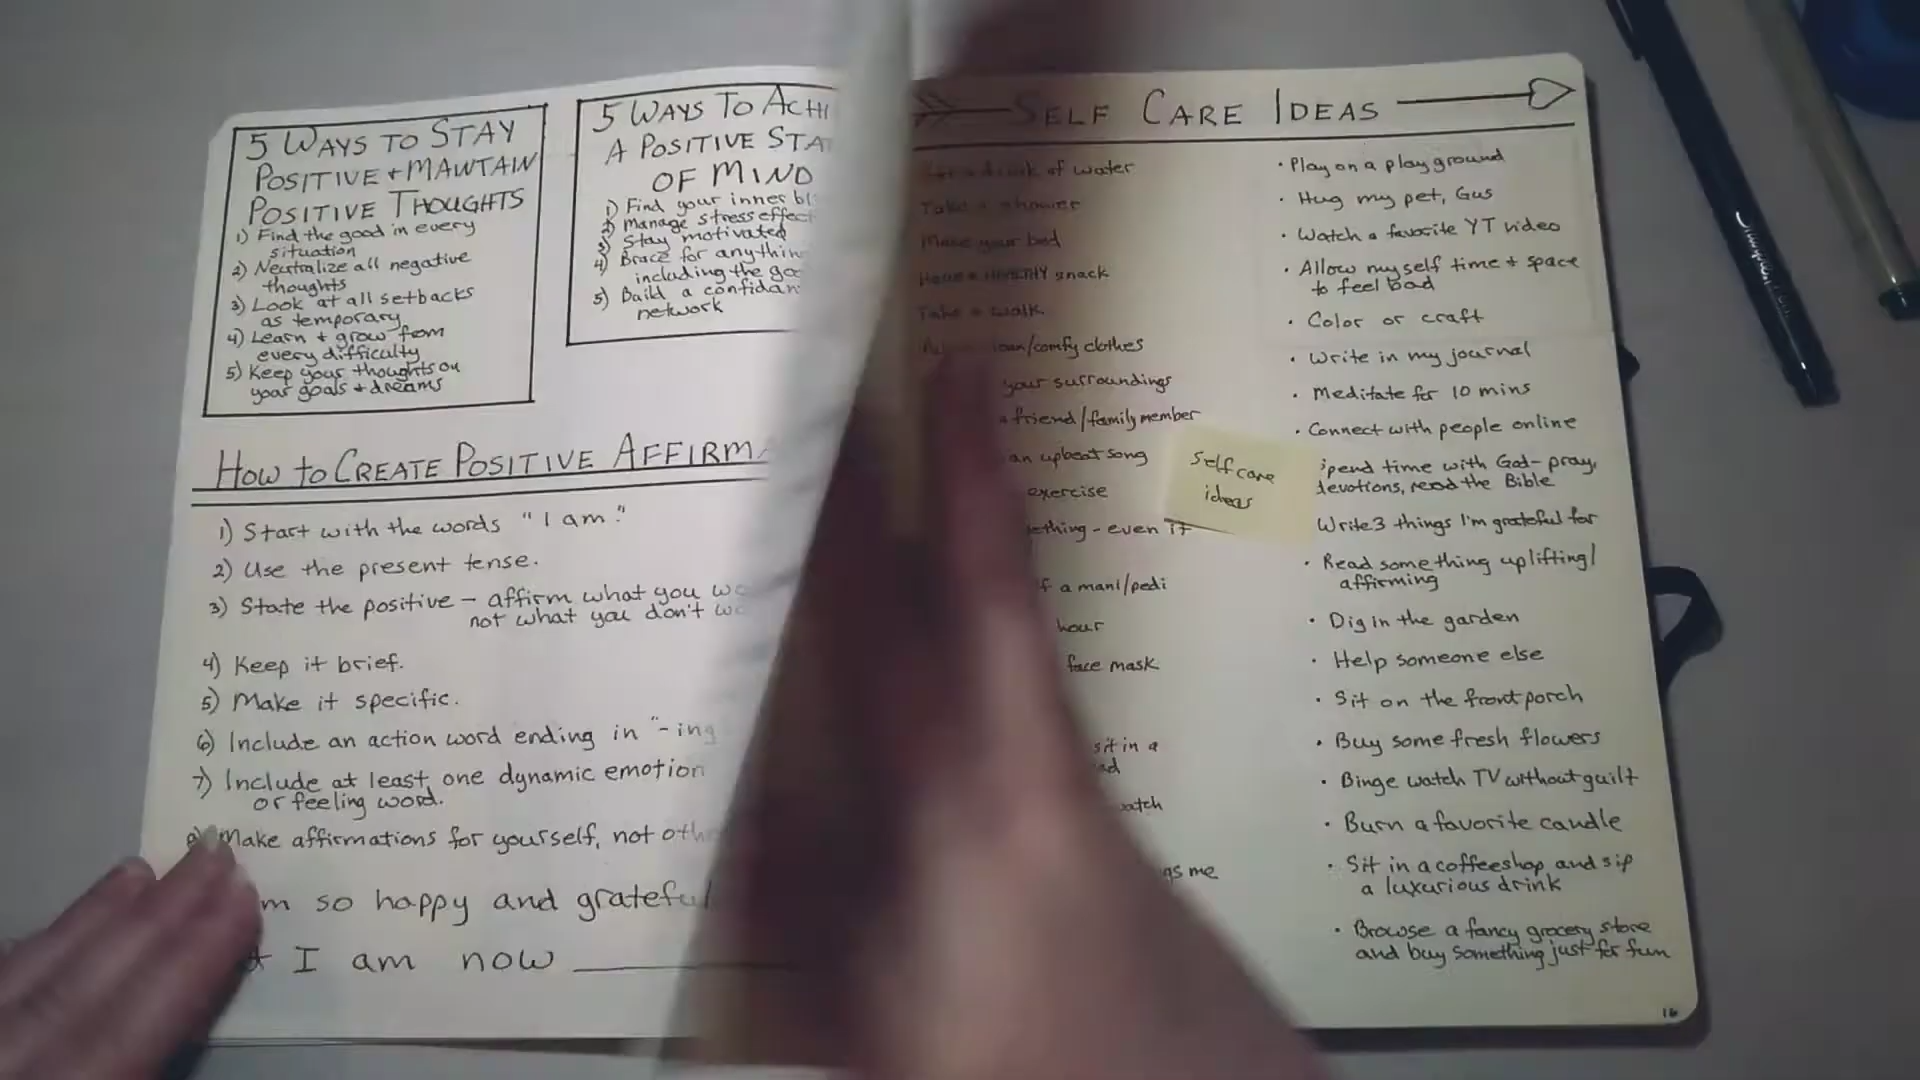 5 WAYS TO STAY
POSITIVE + MAINTAIN
POSITIVE THOUGHTS
1) Find the good in every
situation
2) Neutralize all negative
thoughts
3) Look at all setbacks
as temporary
4) Learn + grow from
every difficulty
5) Keep your thoughts on
your goals + dreams
5 WAYS TO ACHI
A POSITIVE STA
OF MIND
1) Find your inner bl
2) Manage stress effect
3) Stay motivated
4) Brace for anythin
including the go
5) Build a confidan
network
HOW to CREATE POSITIVE AFFIRMA
1) Start with the words "I am."
2) Use the present tense.
3) State the positive - affirm what you wa
not what you don't wa
4) Keep it brief.
5) Make it specific.
6) Include an action word ending in "-ing
7) Include at least one dynamic emotion
or feeling word.
8) Make affirmations for yourself, not othe
m so happy and grateful
I am now
SELF CARE IDEAS
drink of water
Take a shower
Make your bed
Have a HEALTHY snack
Take a walk
/comfy clothes
your surroundings
a friend/family member
an upbeat song
exercise
ething - even if
f a mani/pedi
hour
face mask
sit in a
atch
gs me
self care
ideas
• Play on a playground
• Hug my pet, Gus
• Watch a favorite YT video
• Allow myself time + space
to feel bad
• Color or craft
• Write in my journal
• Meditate for 10 mins
• Connect with people online
Spend time with God - pray,
devotions, read the Bible
Write 3 things I'm grateful for
• Read something uplifting/
affirming
• Dig in the garden
• Help someone else
• Sit on the front porch
• Buy some fresh flowers
• Binge watch TV without guilt
• Burn a favorite candle
• Sit in a coffeeshop and sip
a luxurious drink
• Browse a fancy grocery store
and buy something just for fun
16